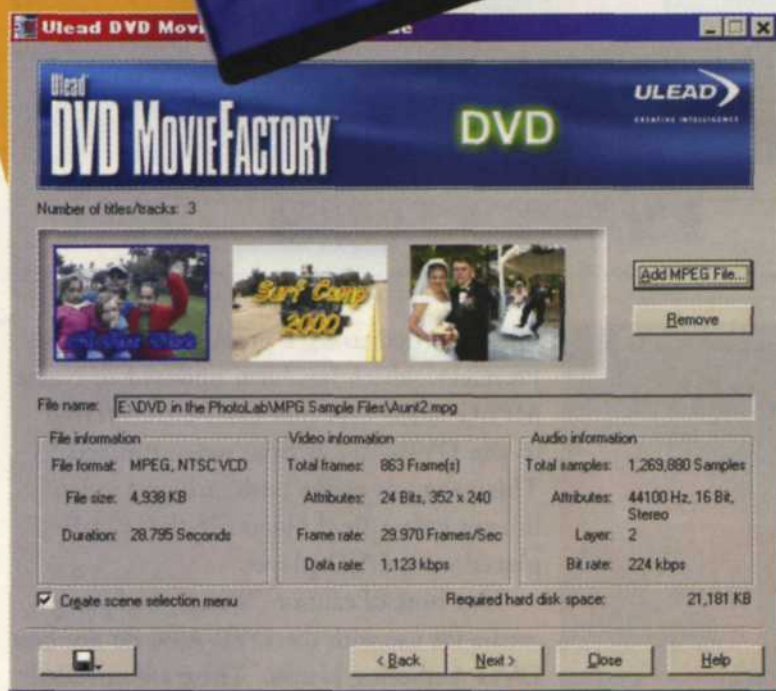 Ulead DVD Movi
Ulead
DVD MOVIEFACTORY
DVD
ULEAD
CREATIVE INTELLIGENCE
Number of titles/tracks: 3
Surf Camp
2000
Add MPEG File...
Remove
File name: E:\DVD in the PhotoLab\MPG Sample Files\Aunt2.mpg
File information
File format: MPEG, NTSC VCD
File size: 4,938 KB
Duration: 28.795 Seconds
Video information
Total frames: 863 Frame(s)
Attributes: 24 Bits, 352 x 240
Frame rate: 29.970 Frames/Sec
Data rate: 1,123 kbps
Audio information
Total samples: 1,269,880 Samples
Attributes: 44100 Hz, 16 Bit,
Stereo
Layer: 2
Bit rate: 224 kbps
Create scene selection menu
Required hard disk space: 21,181 KB
< Back
Next >
Close
Help